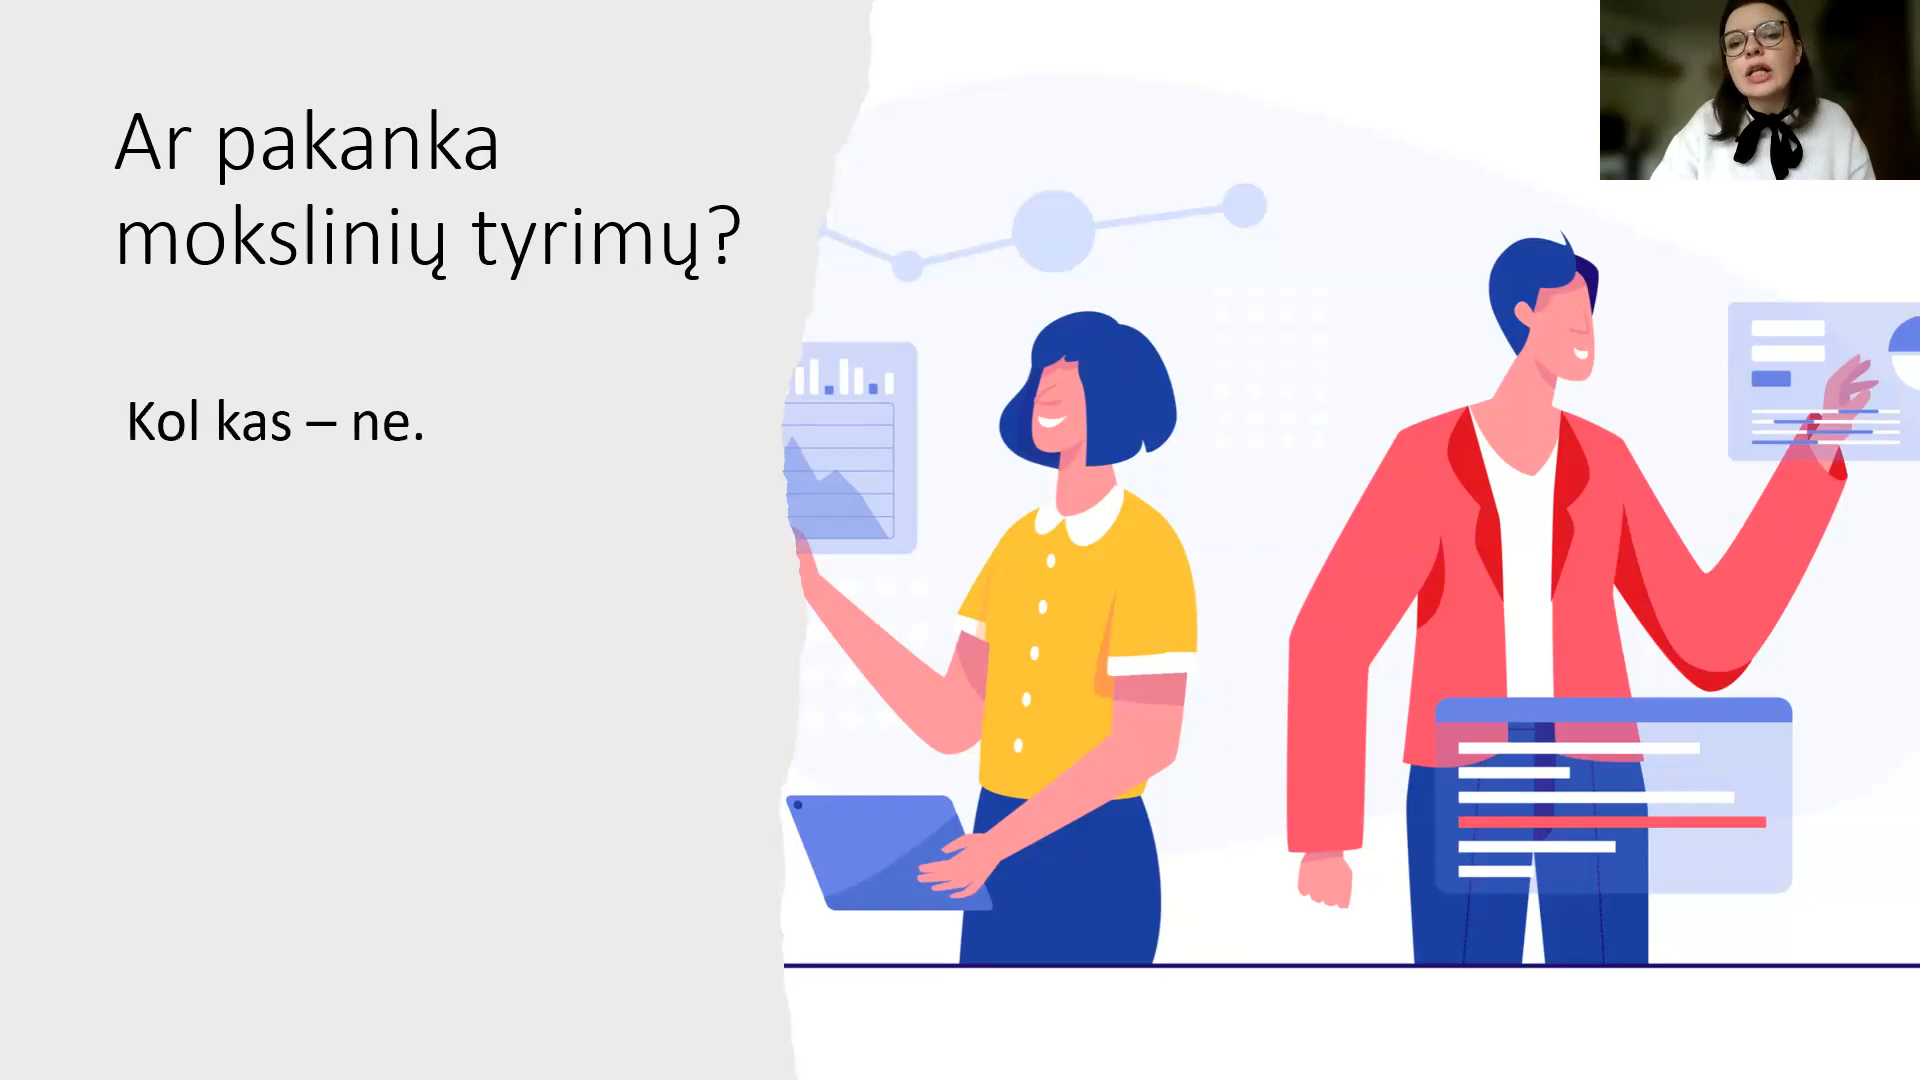 Ar pakanka
mokslinių tyrimų?
Kol kas – ne.